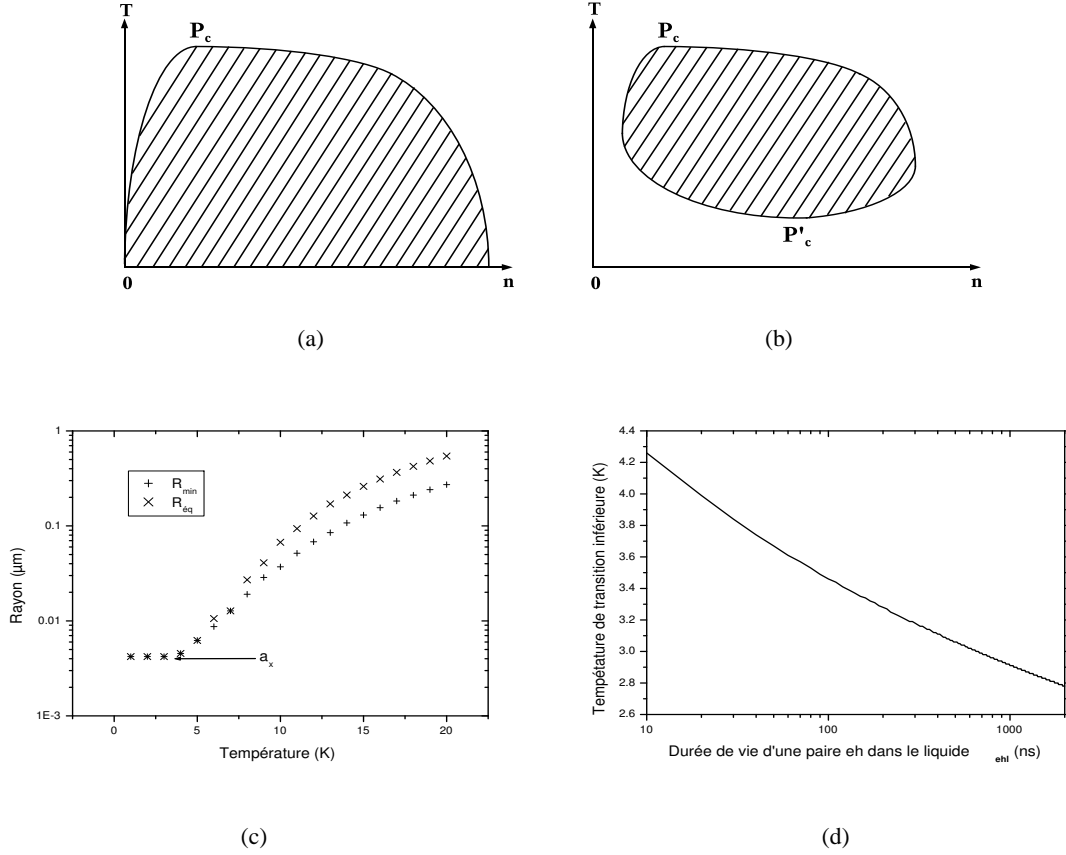 T
P c
0
n
(a)
T
P c
P' c
0
n
(b)
1
0.1
0.01
1E-3
Rayon (µm)
R min
R éq
a x
0
5
10
15
20
Température (K)
(c)
4.4
4.2
4.0
3.8
3.6
3.4
3.2
3.0
2.8
2.6
Tempétature de transition inférieure (K)
10
100
1000
Durée de vie d'une paire eh dans le liquide ehl (ns)
(d)